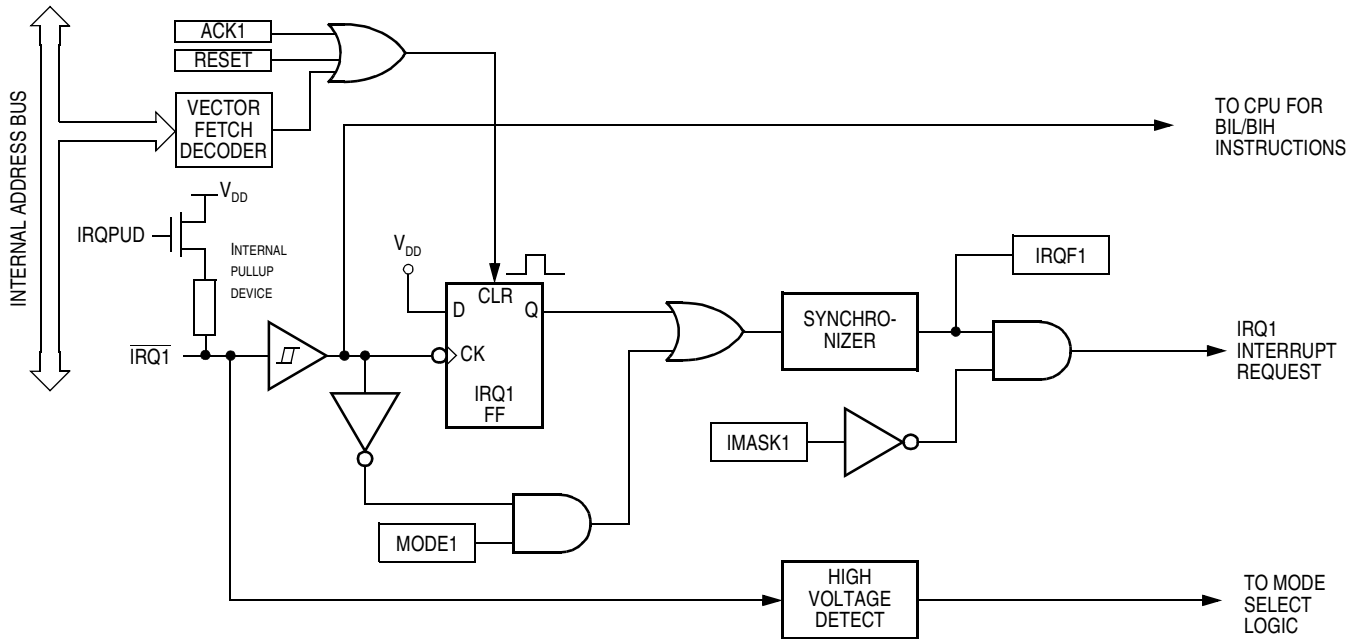 INTERNAL ADDRESS BUS
ACK1
RESET
VECTOR
FETCH
DECODER
TO CPU FOR
BIL/BIH
INSTRUCTIONS
VDD
IRQPUD
INTERNAL
PULLUP
DEVICE
VDD
CLR
D
Q
CK
IRQ1
FF
IRQ1
SYNCHRO-
NIZER
IRQF1
IRQ1
INTERRUPT
REQUEST
IMASK1
MODE1
HIGH
VOLTAGE
DETECT
TO MODE
SELECT
LOGIC